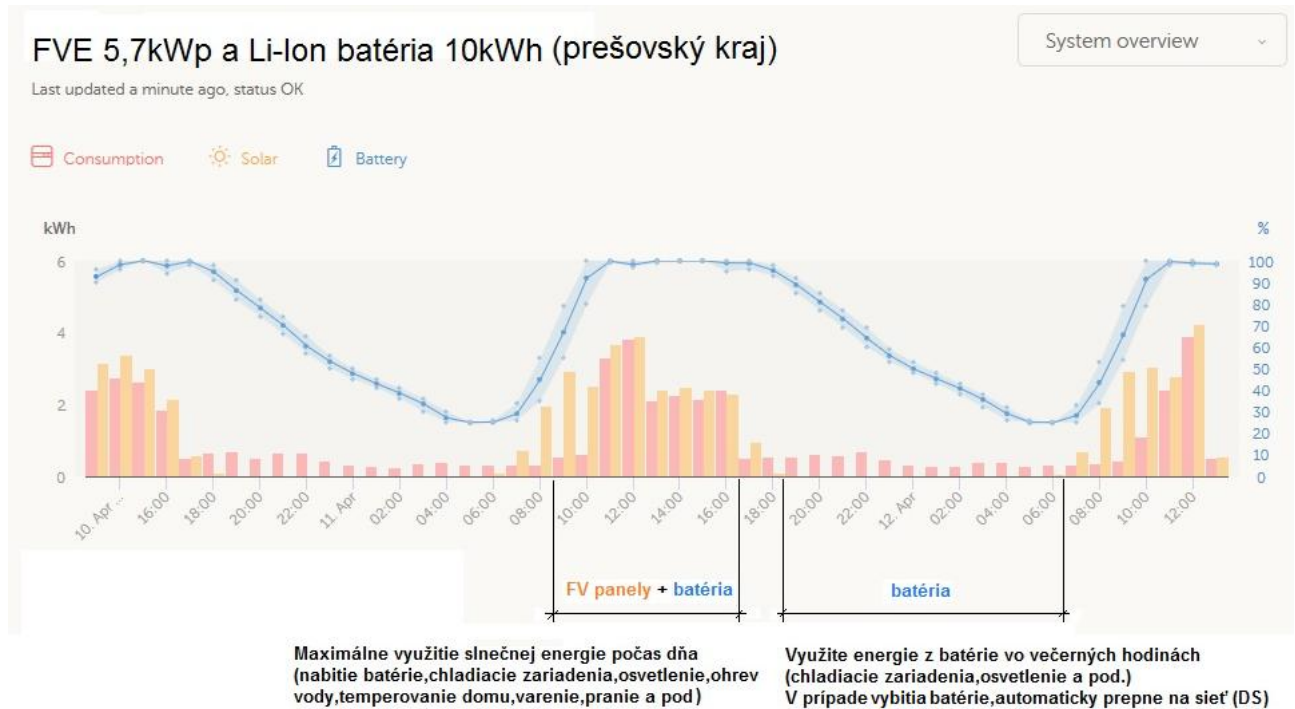 FVE 5,7kWp a Li-Ion batéria 10kWh (prešovský kraj)
System overview
Last updated a minute ago, status OK
Consumption Solar Battery
kWh %
6 100
90
80
4 70
60
50
40
2 30
20
10
0 0
10. Apr ... 16:00 18:00 20:00 22:00 11. Apr 02:00 04:00 06:00 08:00 10:00 12:00 14:00 16:00 18:00 20:00 22:00 12. Apr 02:00 04:00 06:00 08:00 10:00 12:00
FV panely + batéria
batéria
Maximálne využitie slnečnej energie počas dňa
(nabitie batérie,chladiacie zariadenia,osvetlenie,ohrev
vody,temperovanie domu,varenie,pranie a pod)
Využite energie z batérie vo večerných hodinách
(chladiacie zariadenia,osvetlenie a pod.)
V prípade vybitia batérie,automaticky prepne na sieť (DS)